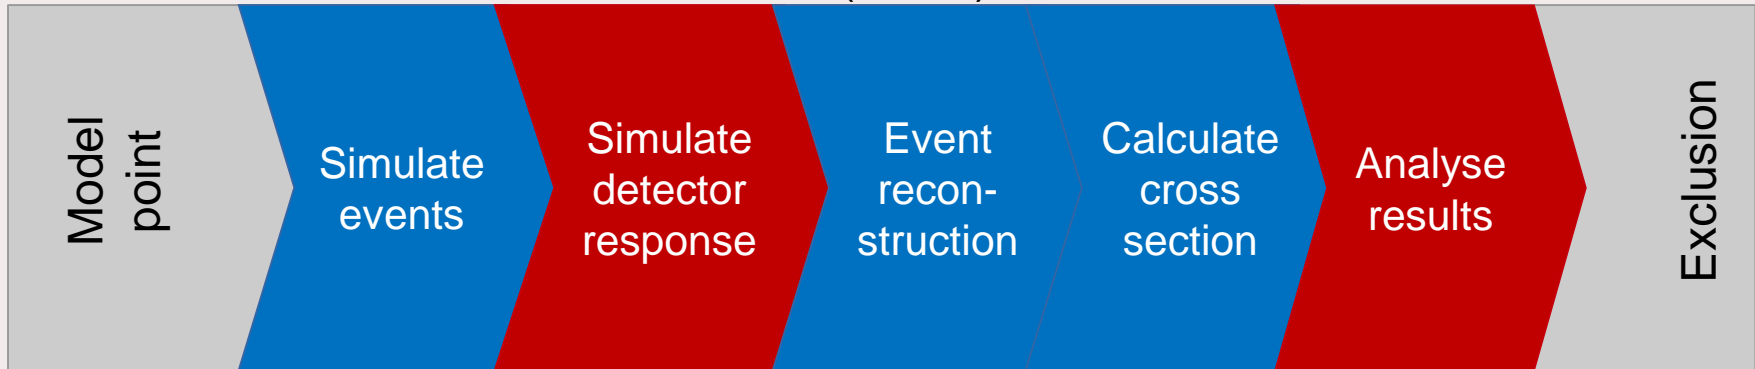 Model
point
Simulate
events
Simulate
detector
response
Event
recon-
struction
Calculate
cross
section
Analyse
results
Exclusion